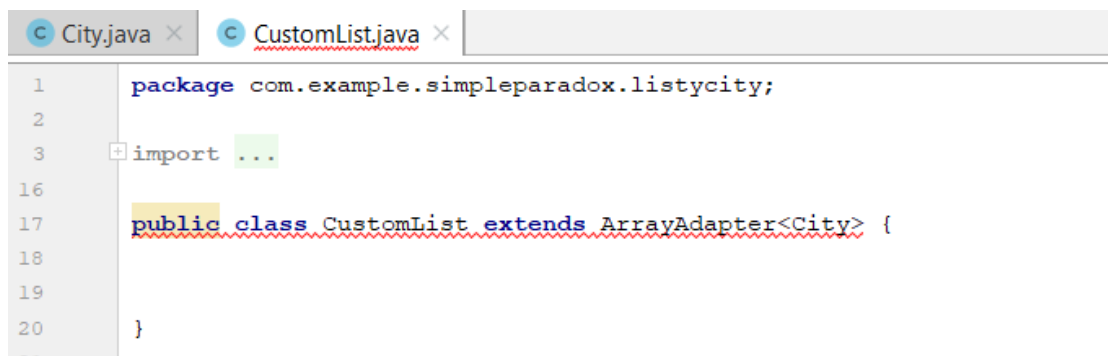 C City.java × C CustomList.java ×
1 package com.example.simpleparadox.listycity;
2
3 import ...
16
17 public class CustomList extends ArrayAdapter<City> {
18
19
20 }